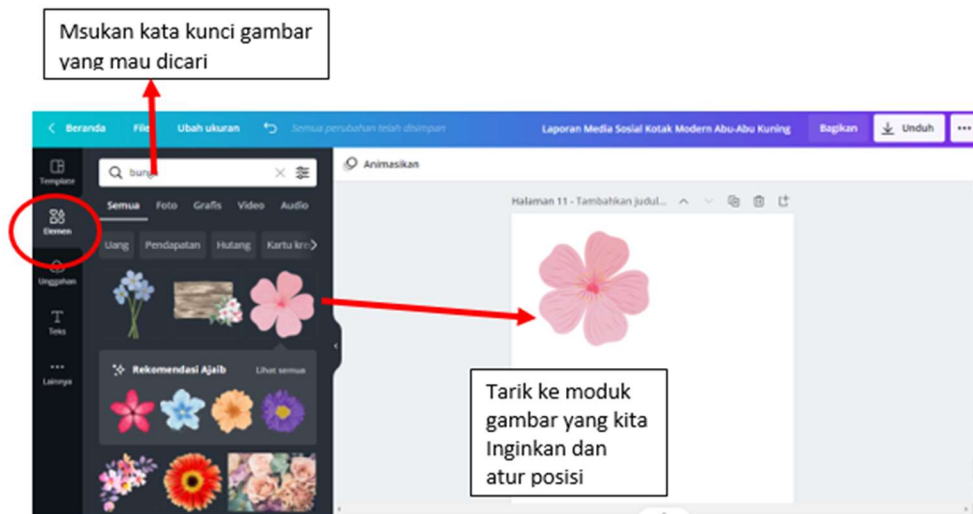 Msukan kata kunci gambar
yang mau dicari
Beranda File Ubah ukuran Semua perubahan telah disimpan Laporan Media Sosial Kotak Modern Abu-Abu Kuning Bagikan Unduh
Template
Animasikan
Semua Foto Grafis Video Audio
Halaman 11 - Tambahkan judul...
Elemen
Uang Pendapatan Hutang
Unggahan
Teks
Lainnya
Rekomendasi Ajaib Lihat semua
Tarik ke moduk
gambar yang kita
Inginkan dan
atur posisi